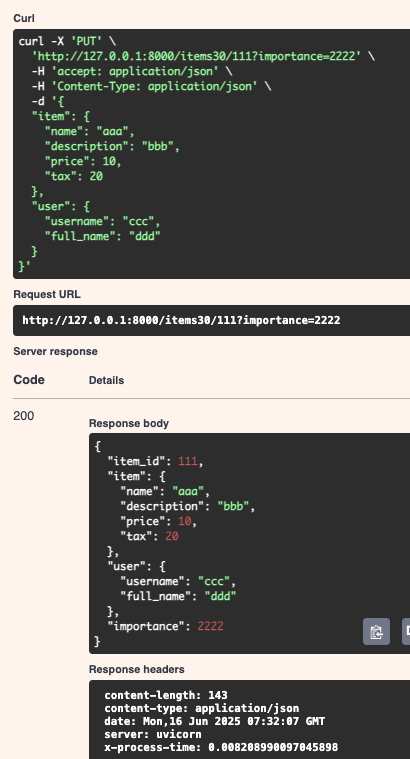 Curl
curl -X 'PUT' \
  'http://127.0.0.1:8000/items30/111?importance=2222' \
  -H 'accept: application/json' \
  -H 'Content-Type: application/json' \
  -d '{
  "item": {
    "name": "aaa",
    "description": "bbb",
    "price": 10,
    "tax": 20
  },
  "user": {
    "username": "ccc",
    "full_name": "ddd"
  }
}'
Request URL
http://127.0.0.1:8000/items30/111?importance=2222
Server response
Code Details
200
Response body
{
  "item_id": 111,
  "item": {
    "name": "aaa",
    "description": "bbb",
    "price": 10,
    "tax": 20
  },
  "user": {
    "username": "ccc",
    "full_name": "ddd"
  },
  "importance": 2222
}
Response headers
content-length: 143
content-type: application/json
date: Mon,16 Jun 2025 07:32:07 GMT
server: uvicorn
x-process-time: 0.008208990097045898